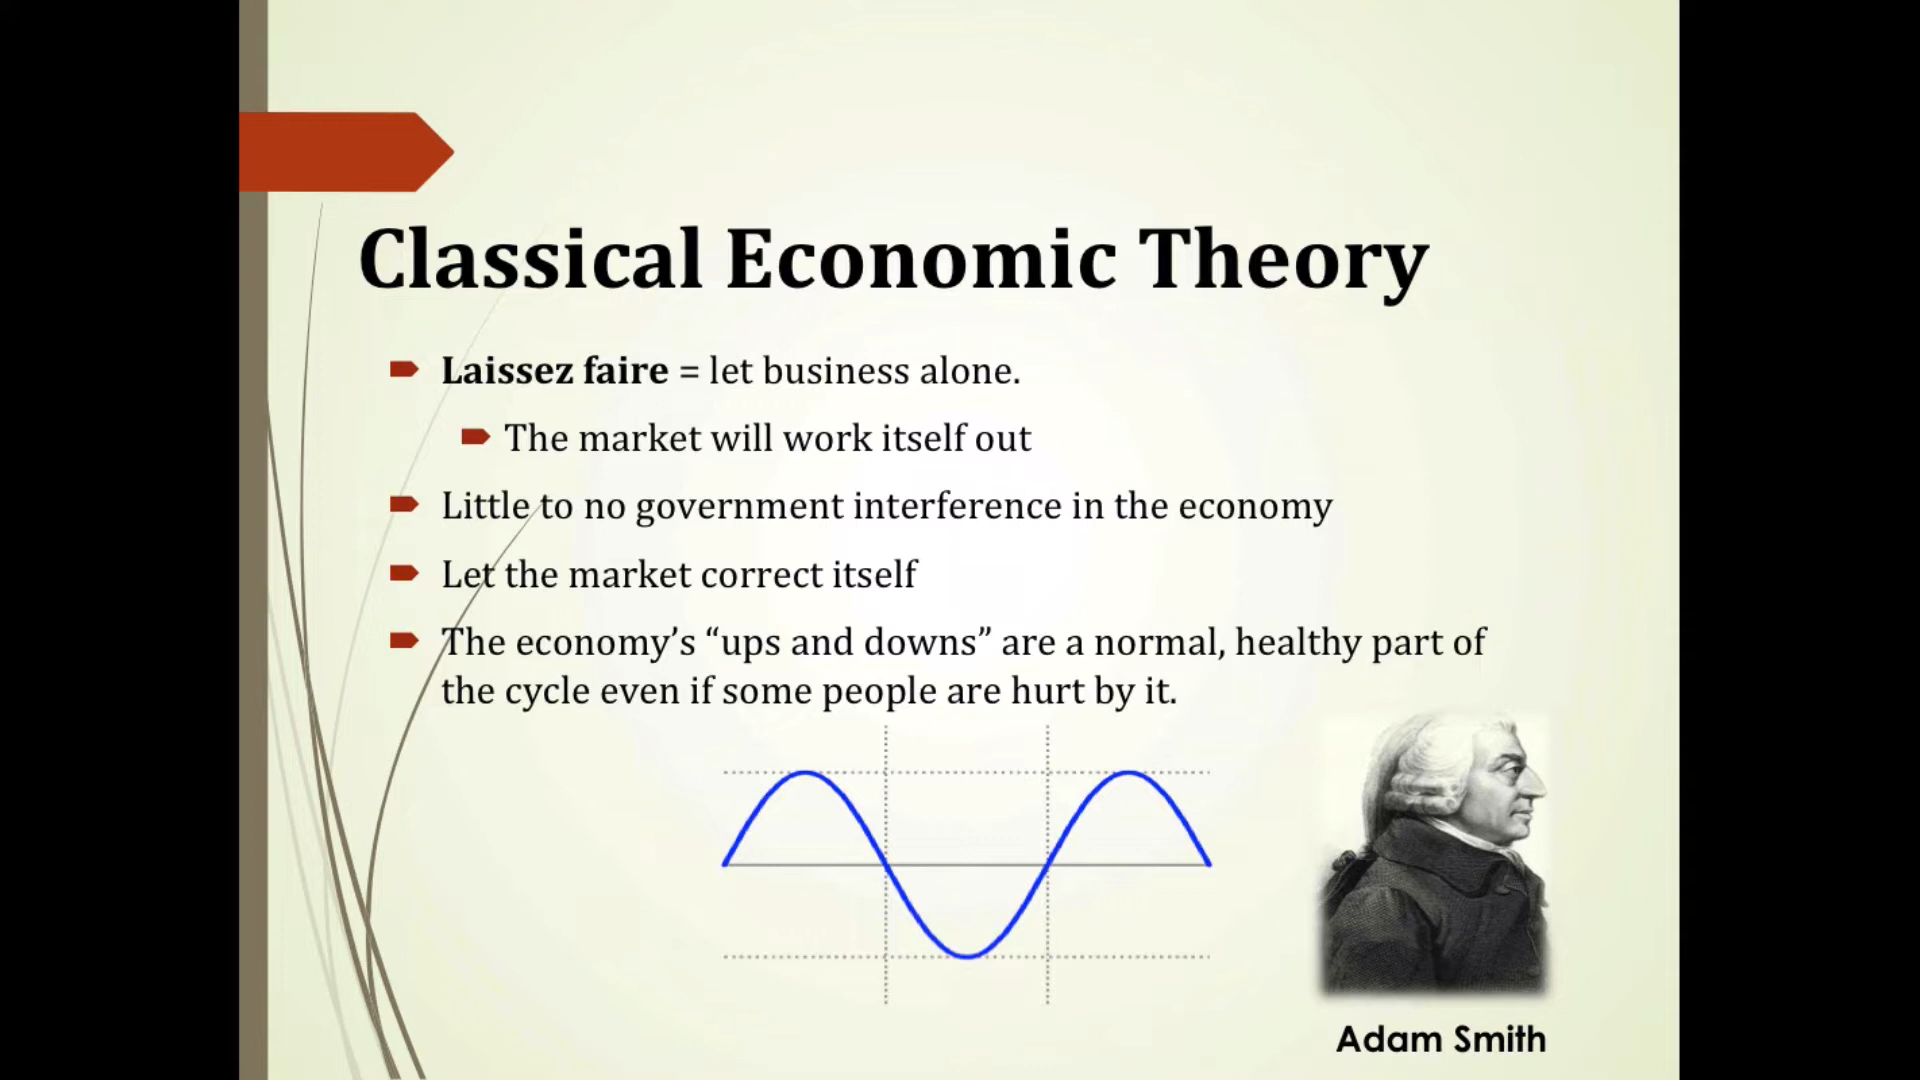 Classical Economic Theory
Laissez faire = let business alone.
The market will work itself out
Little to no government interference in the economy
Let the market correct itself
The economy’s “ups and downs” are a normal, healthy part of
the cycle even if some people are hurt by it.
Adam Smith